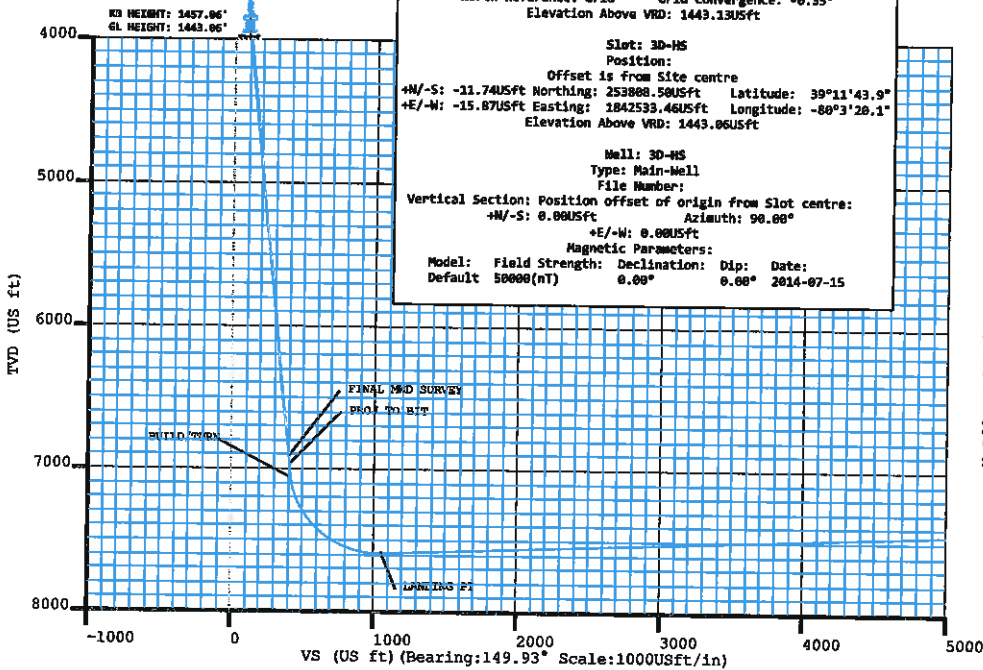 KB HEIGHT: 1457.06'
GL HEIGHT: 1443.06'
Elevation Above VRD: 1443.13USft
Slot: 3D-HS
Position:
Offset is from Site centre
+N/-S: -11.74USft Northing: 253808.50USft Latitude: 39°11'43.9"
+E/-W: -15.87USft Easting: 1842533.46USft Longitude: -80°3'20.1"
Elevation Above VRD: 1443.06USft
Well: 3D-HS
Type: Main-Well
File Number:
Vertical Section: Position offset of origin from Slot centre:
+N/-S: 0.00USft Azimuth: 90.00°
+E/-W: 0.00USft
Magnetic Parameters:
Model: Field Strength: Declination: Dip: Date:
Default 50000(nT) 0.00° 0.00° 2014-07-15
4000
5000
6000
7000
8000
TVD (US ft)
FINAL MWD SURVEY
PROJ TO BIT
BUILD/TURN
LANDING PT
-1000 0 1000 2000 3000 4000 5000
VS (US ft) (Bearing:149.93° Scale:1000USft/in)